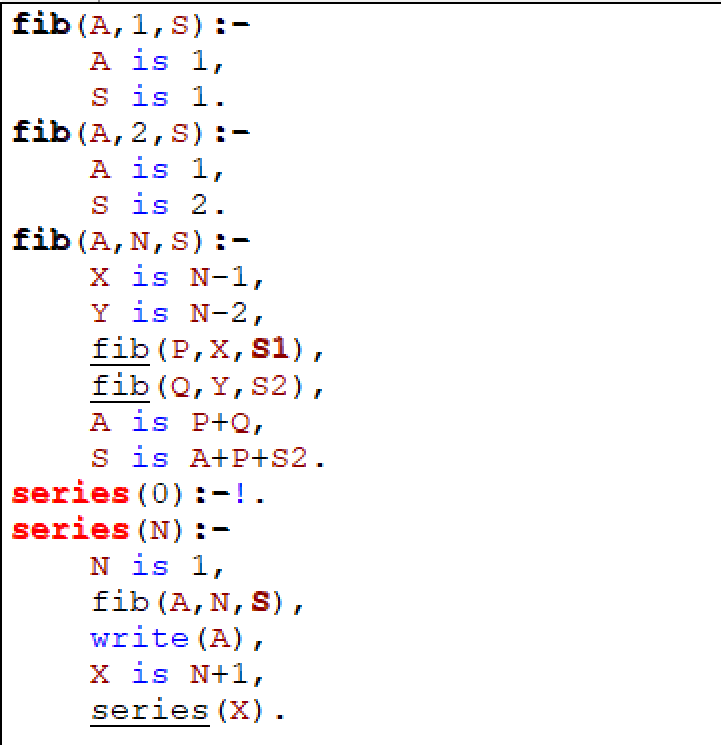 fib(A,1,S):-
    A is 1,
    S is 1.
fib(A,2,S):-
    A is 1,
    S is 2.
fib(A,N,S):-
    X is N-1,
    Y is N-2,
    fib(P,X,S1),
    fib(Q,Y,S2),
    A is P+Q,
    S is A+P+S2.
series(0):-!.
series(N):-
    N is 1,
    fib(A,N,S),
    write(A),
    X is N+1,
    series(X).